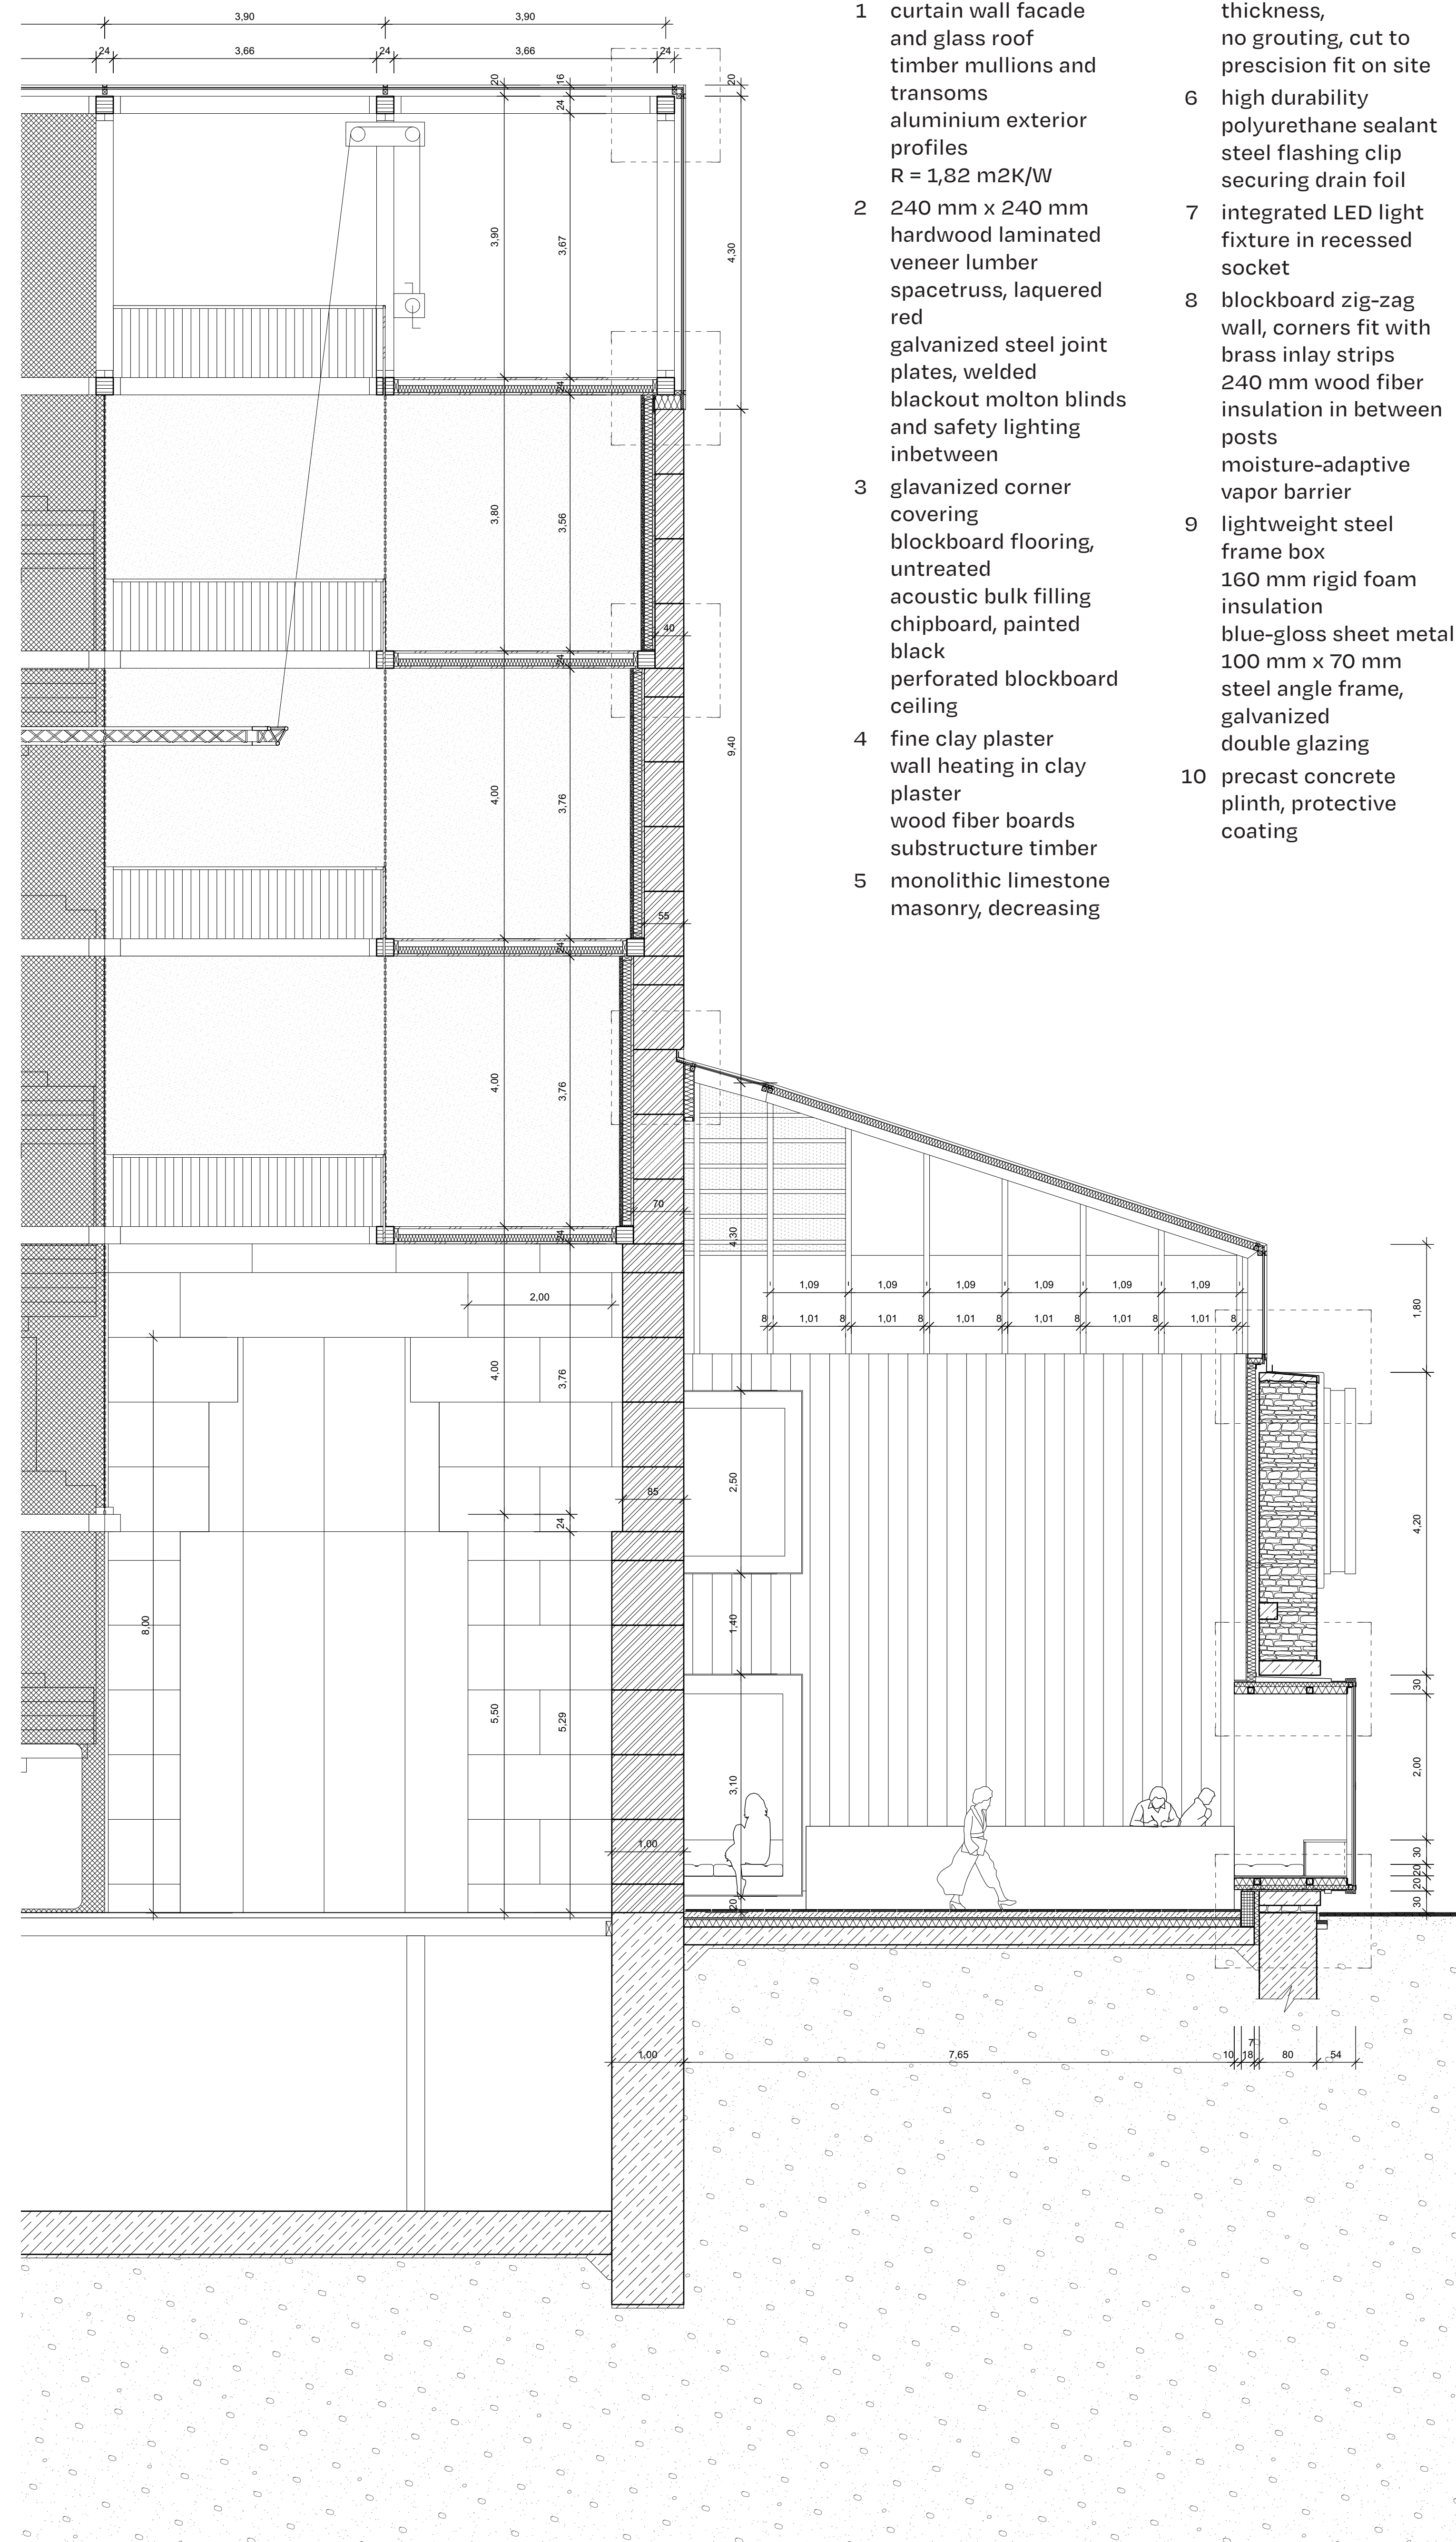 3,90
3,90
24
3,66
24
3,66
24
20
16
20
24
3,90
3,67
4,30
24
3,80
3,56
40
24
9,40
4,00
3,76
55
24
4,00
3,76
70
24
4,30
2,00
4,00
3,76
1,09
1,09
1,09
1,09
1,09
1,09
8
1,01
8
1,01
8
1,01
8
1,01
8
1,01
8
1,01
8
1,80
85
24
2,50
4,20
8,00
1,40
5,50
5,29
30
3,10
2,00
1,00
30
20
20
30
20
1,00
7,65
10
18
7
80
54
1 curtain wall facade
and glass roof
timber mullions and
transoms
aluminium exterior
profiles
R = 1,82 m2K/W
2 240 mm x 240 mm
hardwood laminated
veneer lumber
spacetruss, laquered
red
galvanized steel joint
plates, welded
blackout molton blinds
and safety lighting
inbetween
3 glavanized corner
covering
blockboard flooring,
untreated
acoustic bulk filling
chipboard, painted
black
perforated blockboard
ceiling
4 fine clay plaster
wall heating in clay
plaster
wood fiber boards
substructure timber
5 monolithic limestone
masonry, decreasing
thickness,
no grouting, cut to
prescision fit on site
6 high durability
polyurethane sealant
steel flashing clip
securing drain foil
7 integrated LED light
fixture in recessed
socket
8 blockboard zig-zag
wall, corners fit with
brass inlay strips
240 mm wood fiber
insulation in between
posts
moisture-adaptive
vapor barrier
9 lightweight steel
frame box
160 mm rigid foam
insulation
blue-gloss sheet metal
100 mm x 70 mm
steel angle frame,
galvanized
double glazing
10 precast concrete
plinth, protective
coating